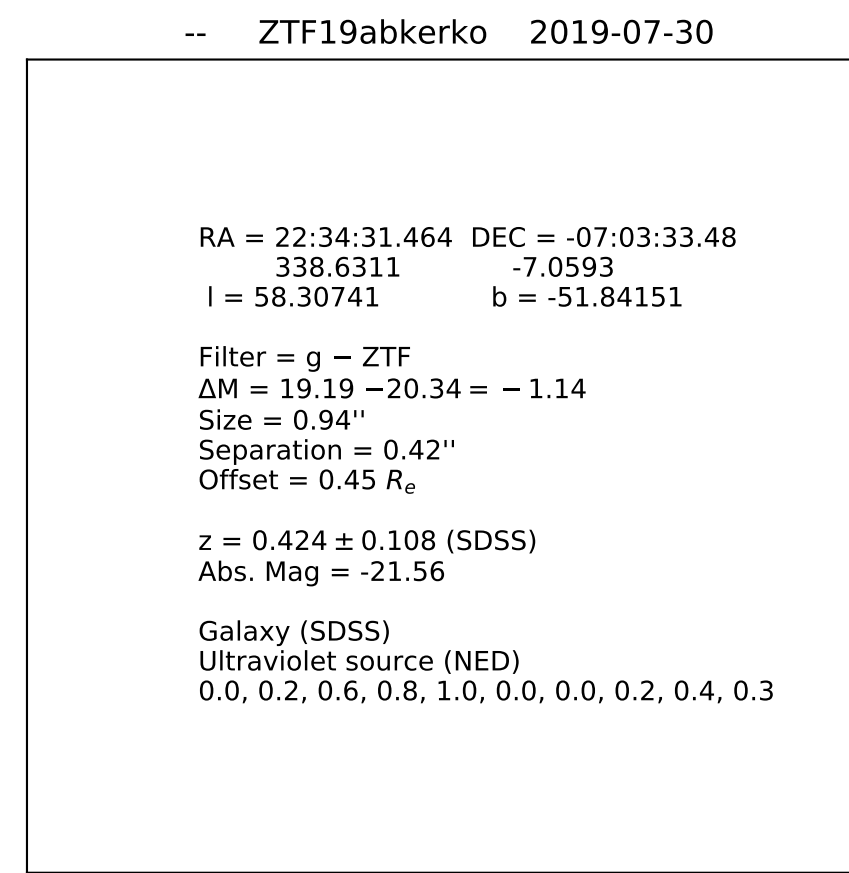 -- ZTF19abkerko 2019-07-30
RA = 22:34:31.464 DEC = -07:03:33.48
338.6311 -7.0593
l = 58.30741 b = -51.84151
Filter = g − ZTF
ΔM = 19.19 −20.34 = − 1.14
Size = 0.94''
Separation = 0.42''
Offset = 0.45 Rₑ
z = 0.424 ± 0.108 (SDSS)
Abs. Mag = -21.56
Galaxy (SDSS)
Ultraviolet source (NED)
0.0, 0.2, 0.6, 0.8, 1.0, 0.0, 0.0, 0.2, 0.4, 0.3